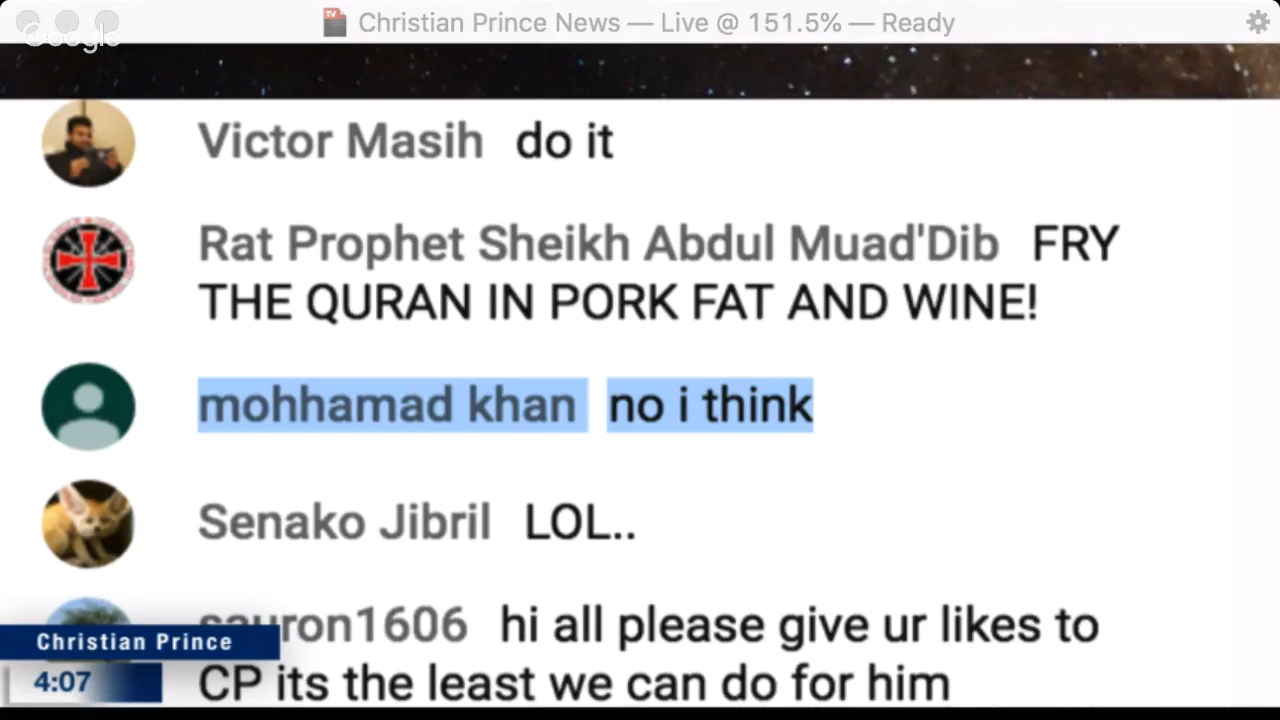 Christian Prince News — Live @ 151.5% — Ready
Google
Victor Masih do it
Rat Prophet Sheikh Abdul Muad'Dib FRY
THE QURAN IN PORK FAT AND WINE!
mohhamad khan no i think
Senako Jibril LOL..
sauron1606 hi all please give ur likes to
CP its the least we can do for him
Christian Prince
4:07